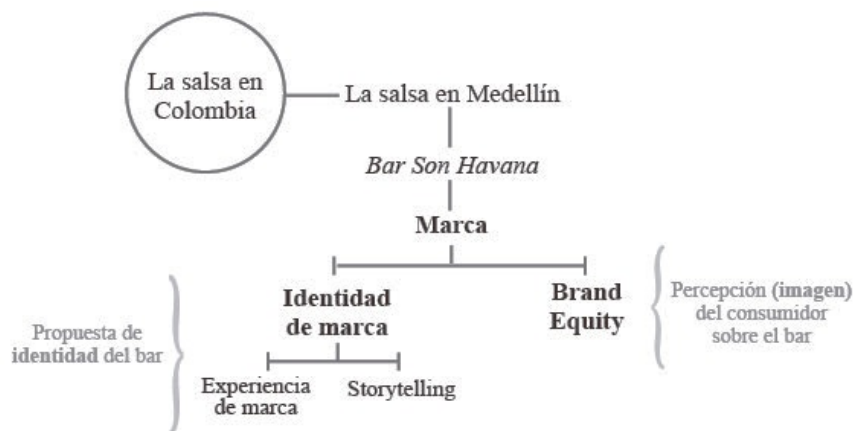 La salsa en
Colombia
La salsa en Medellín
Bar Son Havana
Marca
Identidad
de marca
Brand
Equity
Percepción (imagen)
del consumidor
sobre el bar
Propuesta de
identidad del bar
Experiencia
de marca
Storytelling